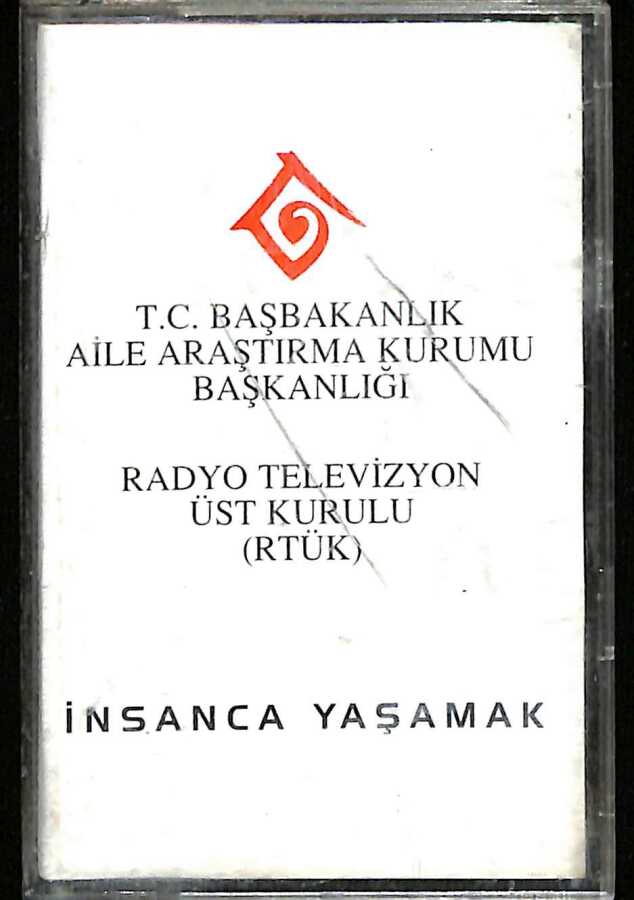 T.C. BAŞBAKANLIK
AİLE ARAŞTIRMA KURUMU
BAŞKANLIĞI
RADYO TELEVİZYON
ÜST KURULU
(RTÜK)
İNSANCA YAŞAMAK